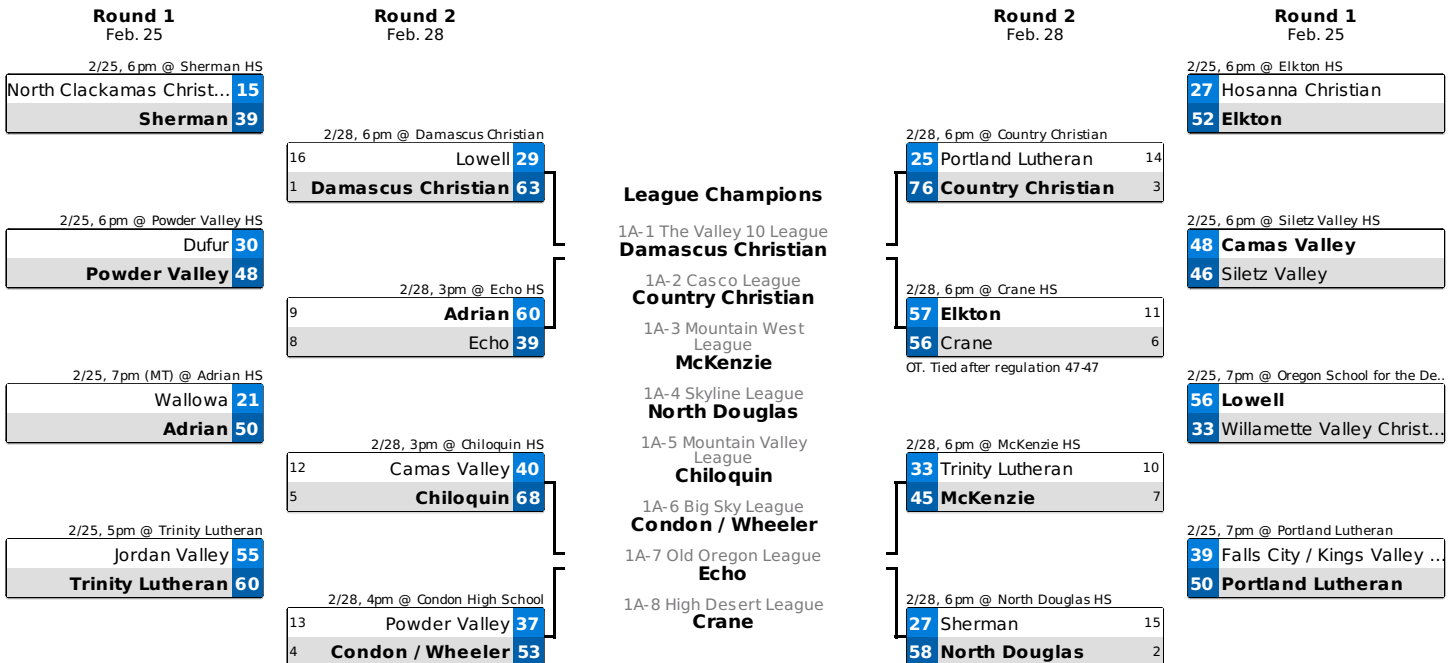 Round 1
Feb. 25
2/25, 6pm @ Sherman HS
North Clackamas Christ... 15
Sherman 39
2/25, 6pm @ Powder Valley HS
Dufur 30
Powder Valley 48
2/25, 7pm (MT) @ Adrian HS
Wallowa 21
Adrian 50
2/25, 5pm @ Trinity Lutheran
Jordan Valley 55
Trinity Lutheran 60
Round 2
Feb. 28
2/28, 6pm @ Damascus Christian
16 Lowell 29
1 Damascus Christian 63
2/28, 3pm @ Echo HS
9 Adrian 60
8 Echo 39
2/28, 3pm @ Chiloquin HS
12 Camas Valley 40
5 Chiloquin 68
2/28, 4pm @ Condon High School
13 Powder Valley 37
4 Condon / Wheeler 53
League Champions
1A-1 The Valley 10 League
Damascus Christian
1A-2 Casco League
Country Christian
1A-3 Mountain West
League
McKenzie
1A-4 Skyline League
North Douglas
1A-5 Mountain Valley
League
Chiloquin
1A-6 Big Sky League
Condon / Wheeler
1A-7 Old Oregon League
Echo
1A-8 High Desert League
Crane
Round 2
Feb. 28
2/28, 6pm @ Country Christian
25 Portland Lutheran 14
76 Country Christian 3
2/28, 6pm @ Crane HS
57 Elkton 11
56 Crane 6
OT. Tied after regulation 47-47
2/28, 6pm @ McKenzie HS
33 Trinity Lutheran 10
45 McKenzie 7
2/28, 6pm @ North Douglas HS
27 Sherman 15
58 North Douglas 2
Round 1
Feb. 25
2/25, 6pm @ Elkton HS
27 Hosanna Christian
52 Elkton
2/25, 6pm @ Siletz Valley HS
48 Camas Valley
46 Siletz Valley
2/25, 7pm @ Oregon School for the De..
56 Lowell
33 Willamette Valley Christ...
2/25, 7pm @ Portland Lutheran
39 Falls City / Kings Valley ...
50 Portland Lutheran